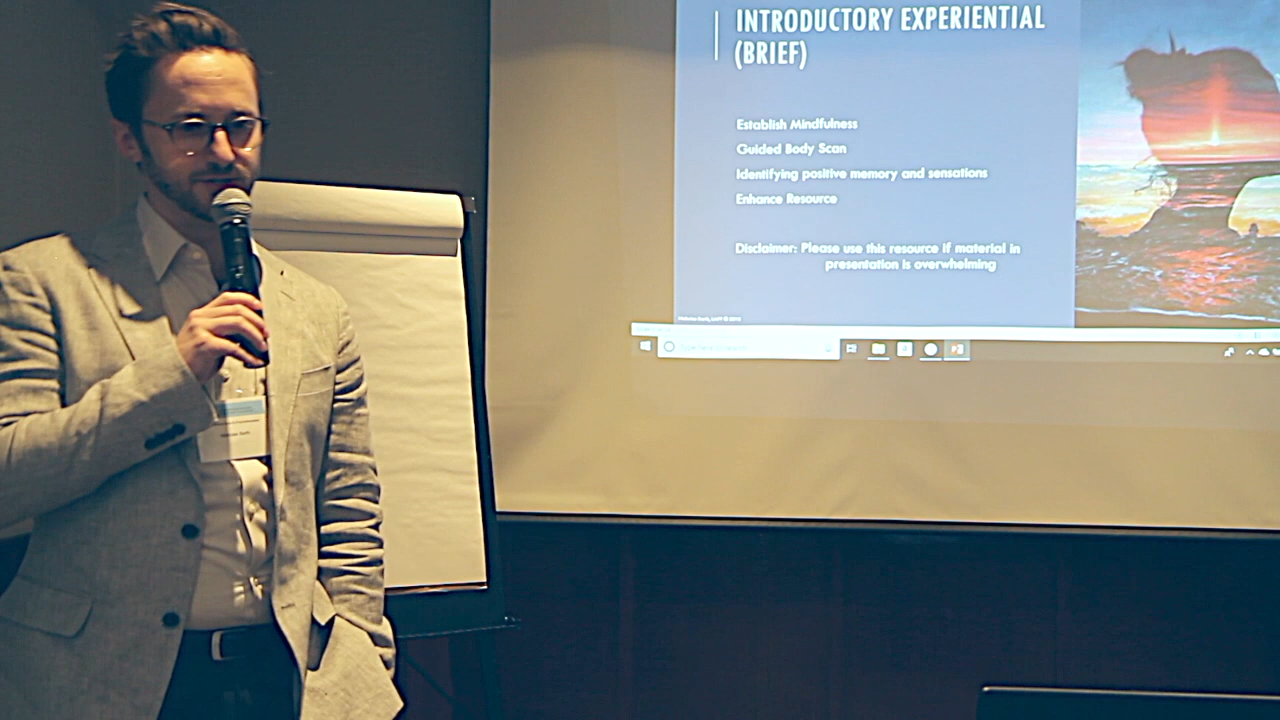 INTRODUCTORY EXPERIENTIAL
(BRIEF)
Establish Mindfulness
Guided Body Scan
Identifying positive memory and sensations
Enhance Resource
Disclaimer: Please use this resource if material in
presentation is overwhelming